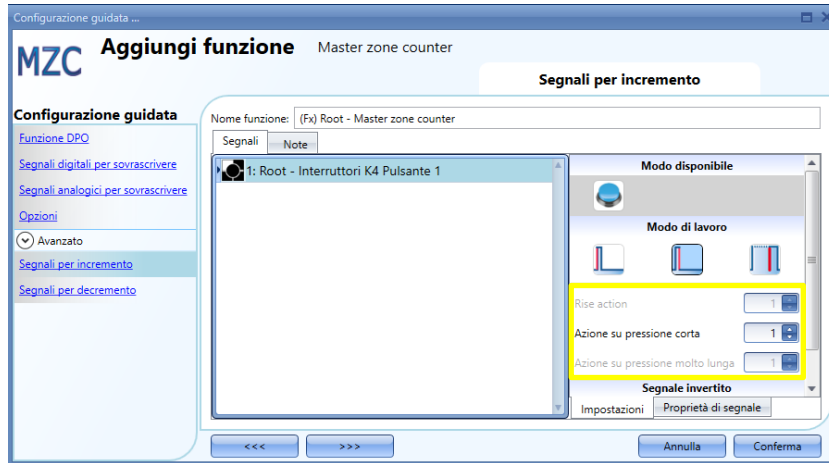 Configurazione guidata ...
MZC Aggiungi funzione Master zone counter
Segnali per incremento
Configurazione guidata
Funzione DPO
Segnali digitali per sovrascrivere
Segnali analogici per sovrascrivere
Opzioni
Avanzato
Segnali per incremento
Segnali per decremento
Nome funzione: (Fx) Root - Master zone counter
Segnali Note
1: Root - Interruttori K4 Pulsante 1
Modo disponibile
Modo di lavoro
Rise action 1
Azione su pressione corta 1
Azione su pressione molto lunga 1
Segnale invertito
Impostazioni Proprietà di segnale
<<< >>> Annulla Conferma